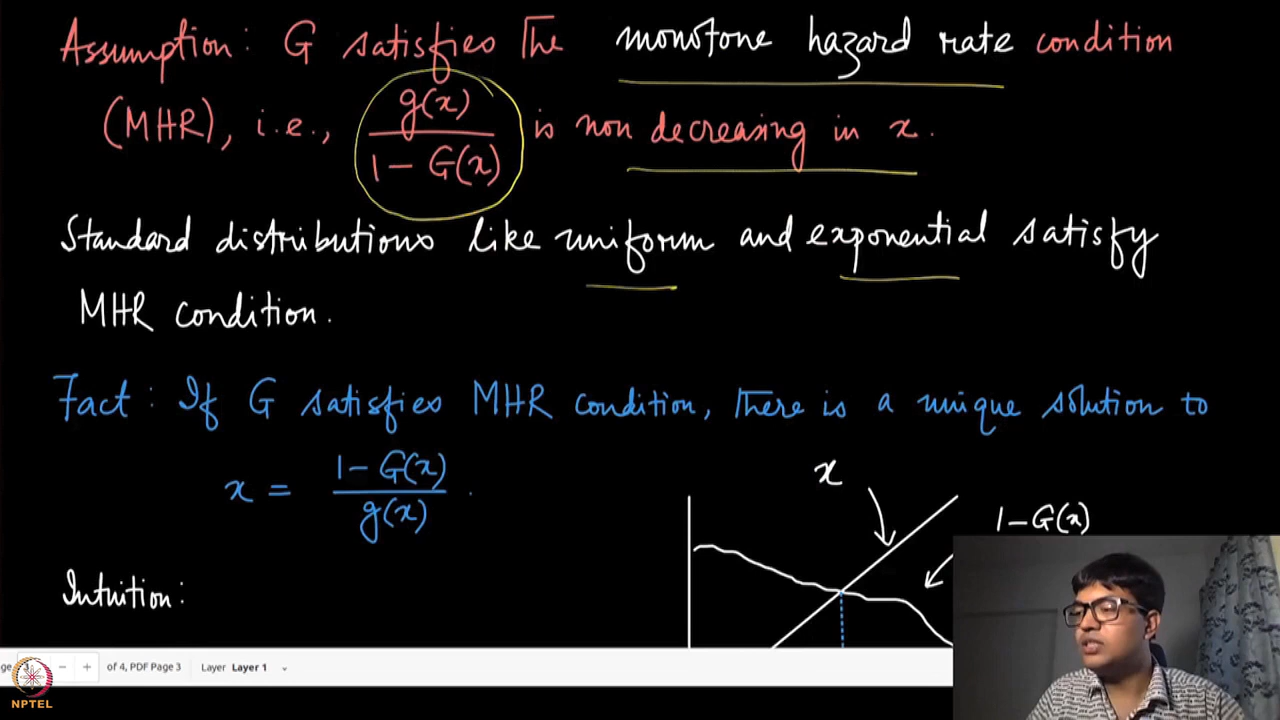 Assumption: G satisfies the monotone hazard rate condition
(MHR), i.e., g(x) / 1 - G(x) is non decreasing in x.
Standard distributions like uniform and exponential satisfy
MHR condition.
Fact: If G satisfies MHR condition, there is a unique solution to
x = 1 - G(x) / g(x).
x
1 - G(x)
Intuition:
ge 3 − + of 4, PDF Page 3 Layer Layer 1
NPTEL